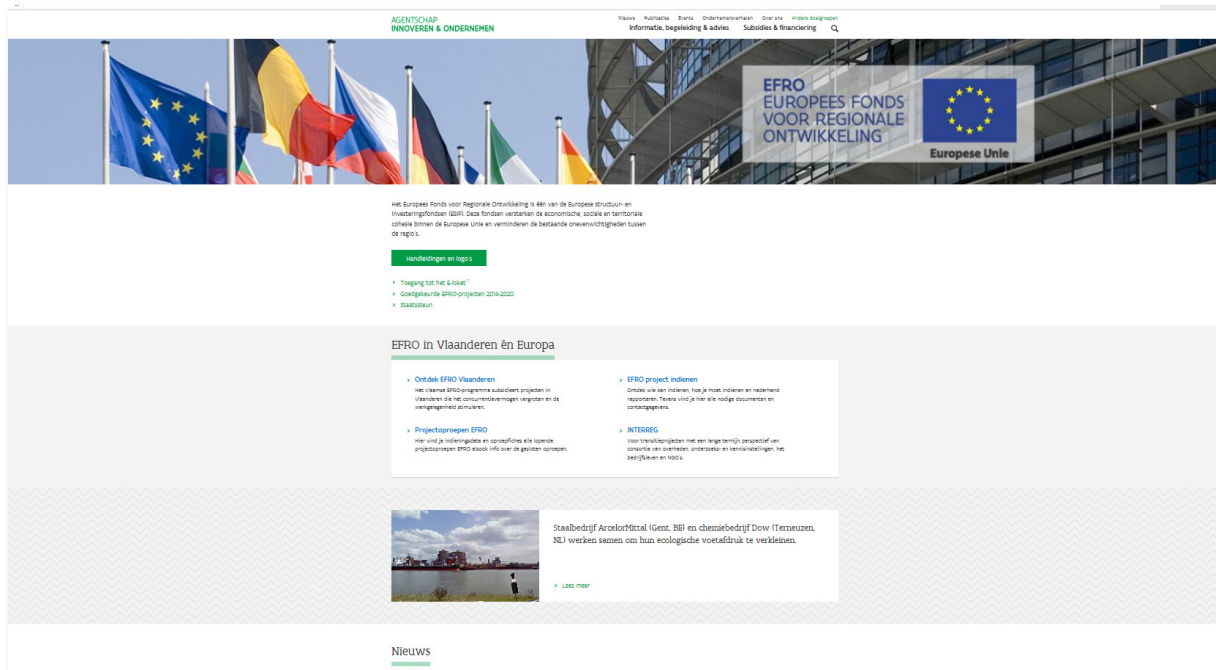 AGENTSCHAP
INNOVEREN & ONDERNEMEN
Nieuws Publicaties Events Ondernemersverhalen Over ons Andere doelgroepen
Informatie, begeleiding & advies Subsidies & financiering
EFRO
EUROPEES FONDS
VOOR REGIONALE
ONTWIKKELING
Europese Unie
Het Europees Fonds voor Regionale Ontwikkeling is één van de Europese structuur- en
investeringsfondsen (ESIF). Deze fondsen versterken de economische, sociale en territoriale
cohesie binnen de Europese Unie en verminderen de bestaande onevenwichtigheden tussen
de regio's.
Handleidingen en logo's
> Toegang tot het E-loket
> Goedgekeurde EFRO-projecten 2014-2020
> Staatssteun
EFRO in Vlaanderen én Europa
> Ontdek EFRO Vlaanderen
Het Vlaamse EFRO-programma subsidieert projecten in
Vlaanderen die het concurrentievermogen vergroten en de
werkgelegenheid stimuleren.
> EFRO project indienen
Ontdek wie kan indienen, hoe je moet indienen en naderhand
rapporteren. Tevens vind je hier alle nodige documenten en
contactgegevens.
> Projectoproepen EFRO
Hier vind je indieningsdata en oproepfiches alle lopende
projectoproepen EFRO alsook info over de gesloten oproepen.
> INTERREG
Voor transitieprojecten met een lange termijn perspectief van
consortia van overheden, onderzoeks- en kennisinstellingen, het
bedrijfsleven en NGO's.
Staalbedrijf ArcelorMittal (Gent, BE) en chemiebedrijf Dow (Terneuzen,
NL) werken samen om hun ecologische voetafdruk te verkleinen.
> Lees meer
Nieuws